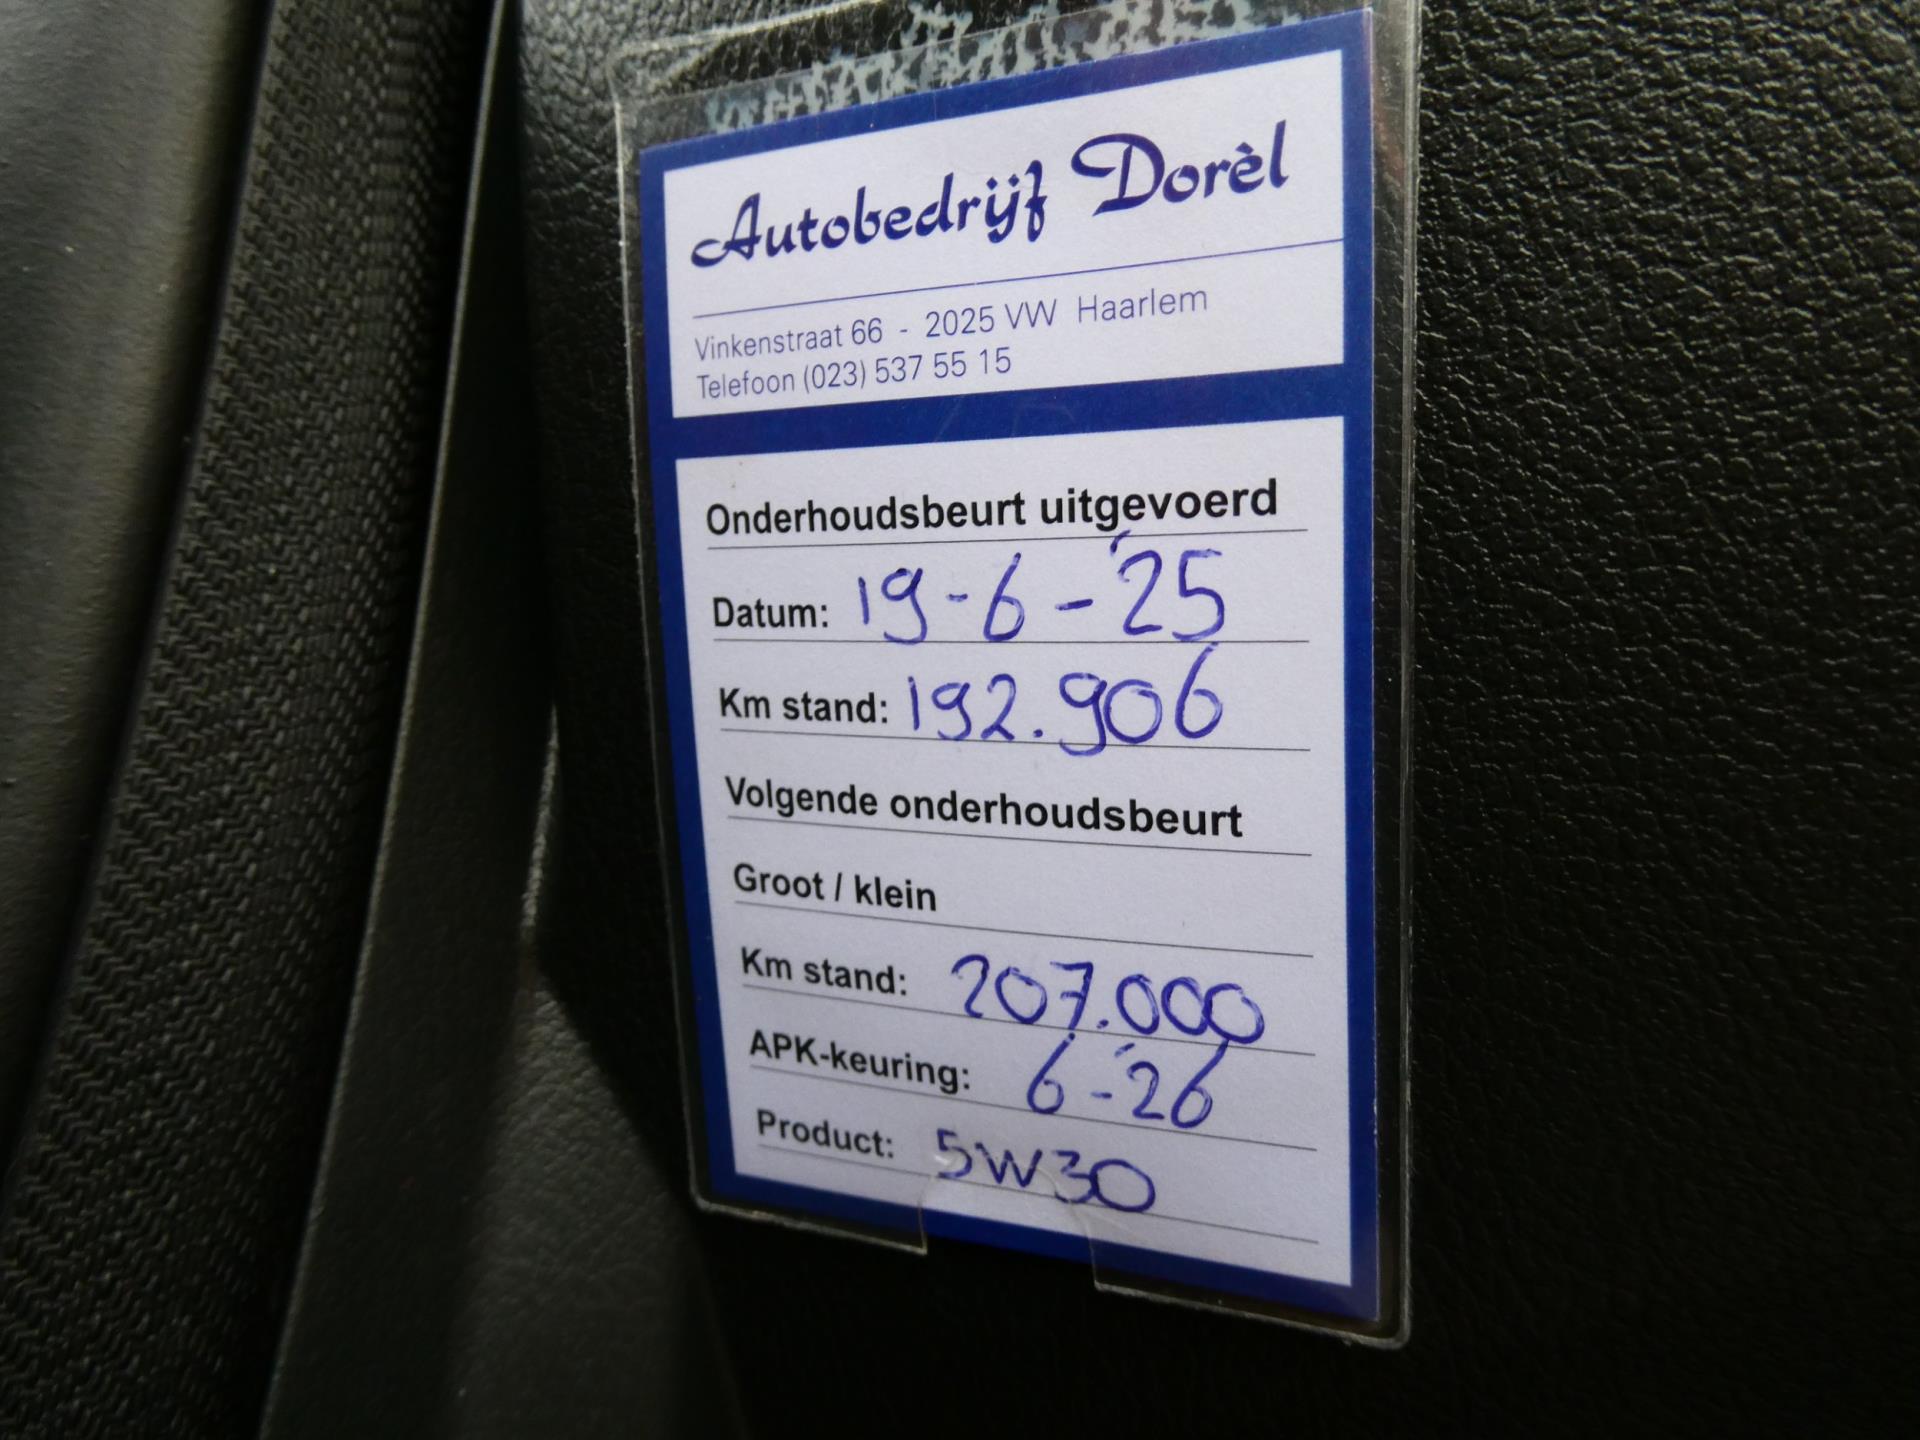 Autobedrijf Dorèl
Vinkenstraat 66 - 2025 VW Haarlem
Telefoon (023) 537 55 15
Onderhoudsbeurt uitgevoerd
Datum: 19-6-'25
Km stand: 192.906
Volgende onderhoudsbeurt
Groot / klein
Km stand: 207.000
APK-keuring: 6-'26
Product: 5W30